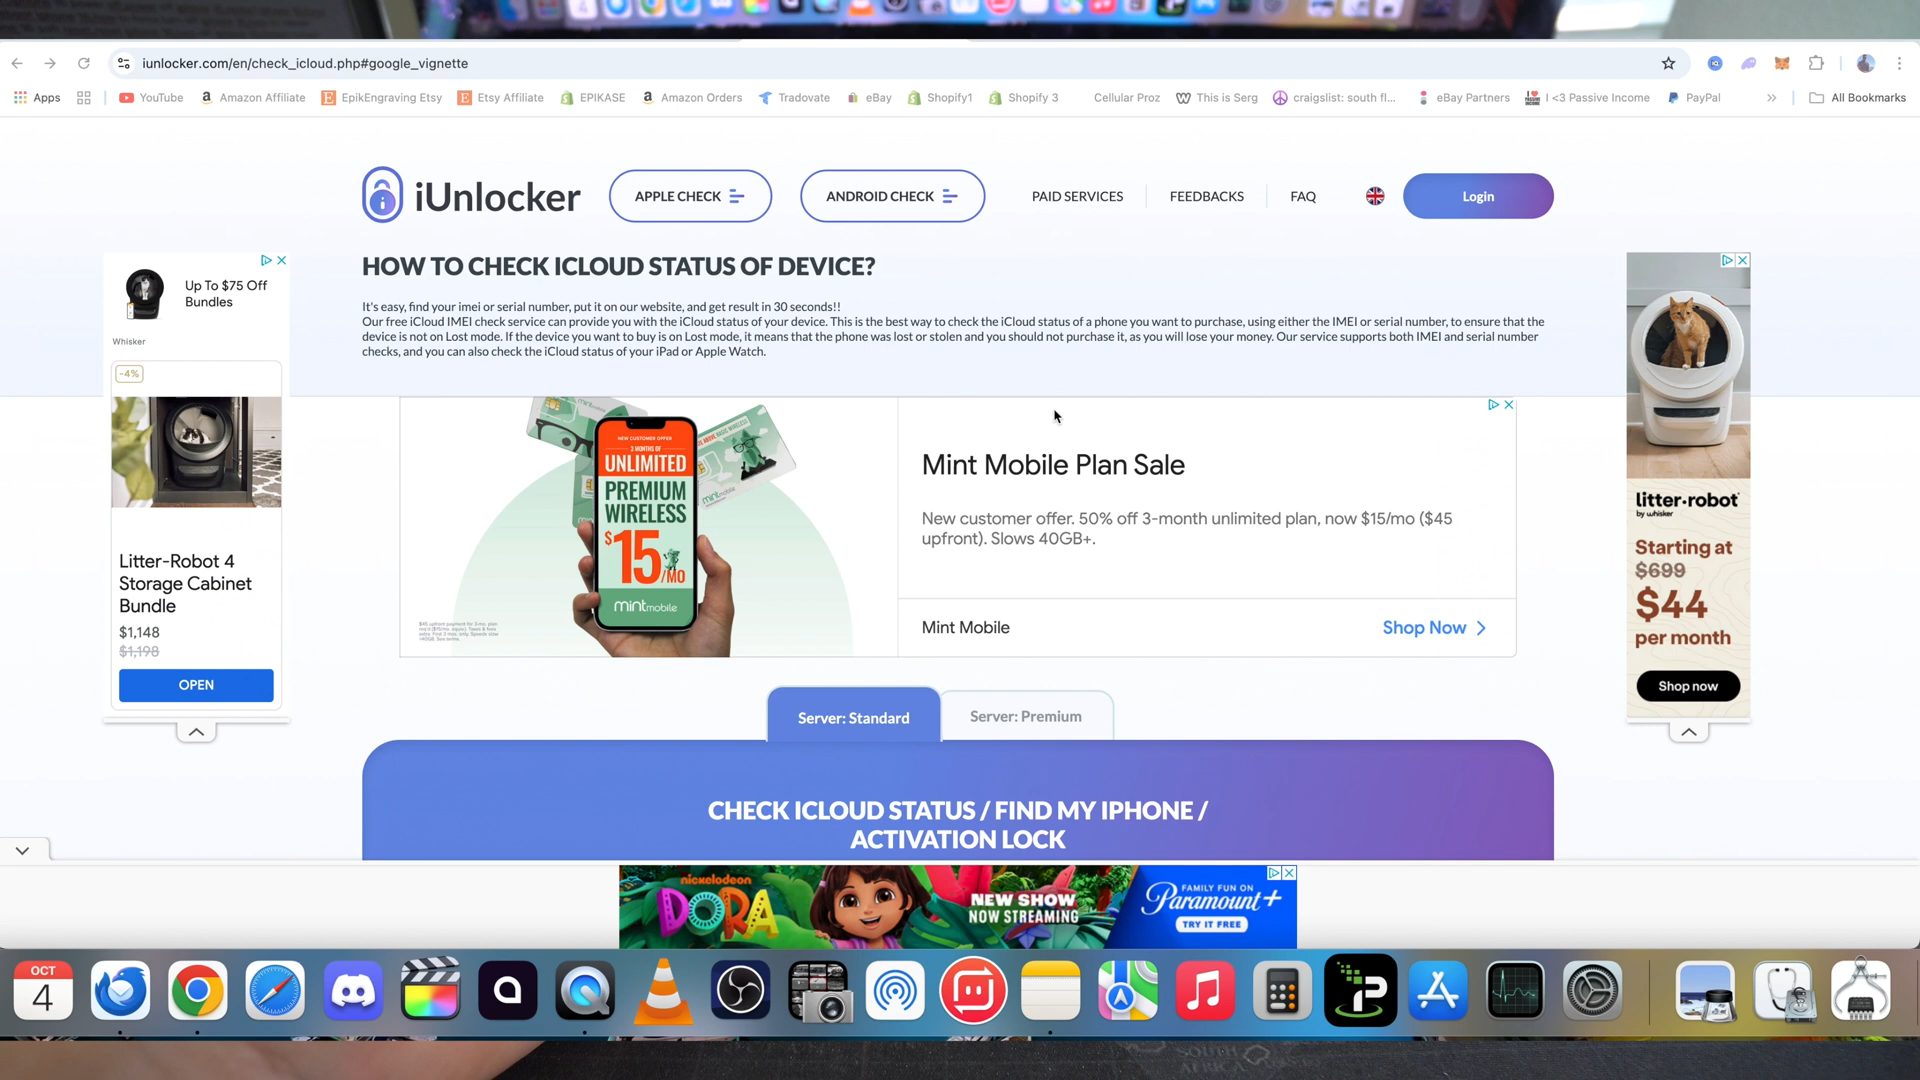 iunlocker.com/en/check_icloud.php#google_vignette
Apps
YouTube
Amazon Affiliate
EpikEngraving Etsy
Etsy Affiliate
EPIKASE
Amazon Orders
Tradovate
eBay
Shopify1
Shopify 3
Cellular Proz
This is Serg
craigslist: south fl...
eBay Partners
I <3 Passive Income
PayPal
All Bookmarks
iUnlocker
APPLE CHECK
ANDROID CHECK
PAID SERVICES
FEEDBACKS
FAQ
Login
HOW TO CHECK ICLOUD STATUS OF DEVICE?
It's easy, find your imei or serial number, put it on our website, and get result in 30 seconds!!
Our free iCloud IMEI check service can provide you with the iCloud status of your device. This is the best way to check the iCloud status of a phone you want to purchase, using either the IMEI or serial number, to ensure that the
device is not on Lost mode. If the device you want to buy is on Lost mode, it means that the phone was lost or stolen and you should not purchase it, as you will lose your money. Our service supports both IMEI and serial number
checks, and you can also check the iCloud status of your iPad or Apple Watch.
Up To $75 Off
Bundles
Whisker
-4%
Litter-Robot 4
Storage Cabinet
Bundle
$1,148
$1,198
OPEN
NEW CUSTOMER OFFER
3 MONTHS OF
UNLIMITED
PREMIUM
WIRELESS
$15/MO
mintmobile
Mint Mobile Plan Sale
New customer offer. 50% off 3-month unlimited plan, now $15/mo ($45
upfront). Slows 40GB+.
Mint Mobile
Shop Now
litter-robot
by whisker
Starting at
$699
$44
per month
Shop now
Server: Standard
Server: Premium
CHECK ICLOUD STATUS / FIND MY IPHONE /
ACTIVATION LOCK
nickelodeon
DORA
NEW SHOW
NOW STREAMING
FAMILY FUN ON
Paramount+
TRY IT FREE
OCT
4